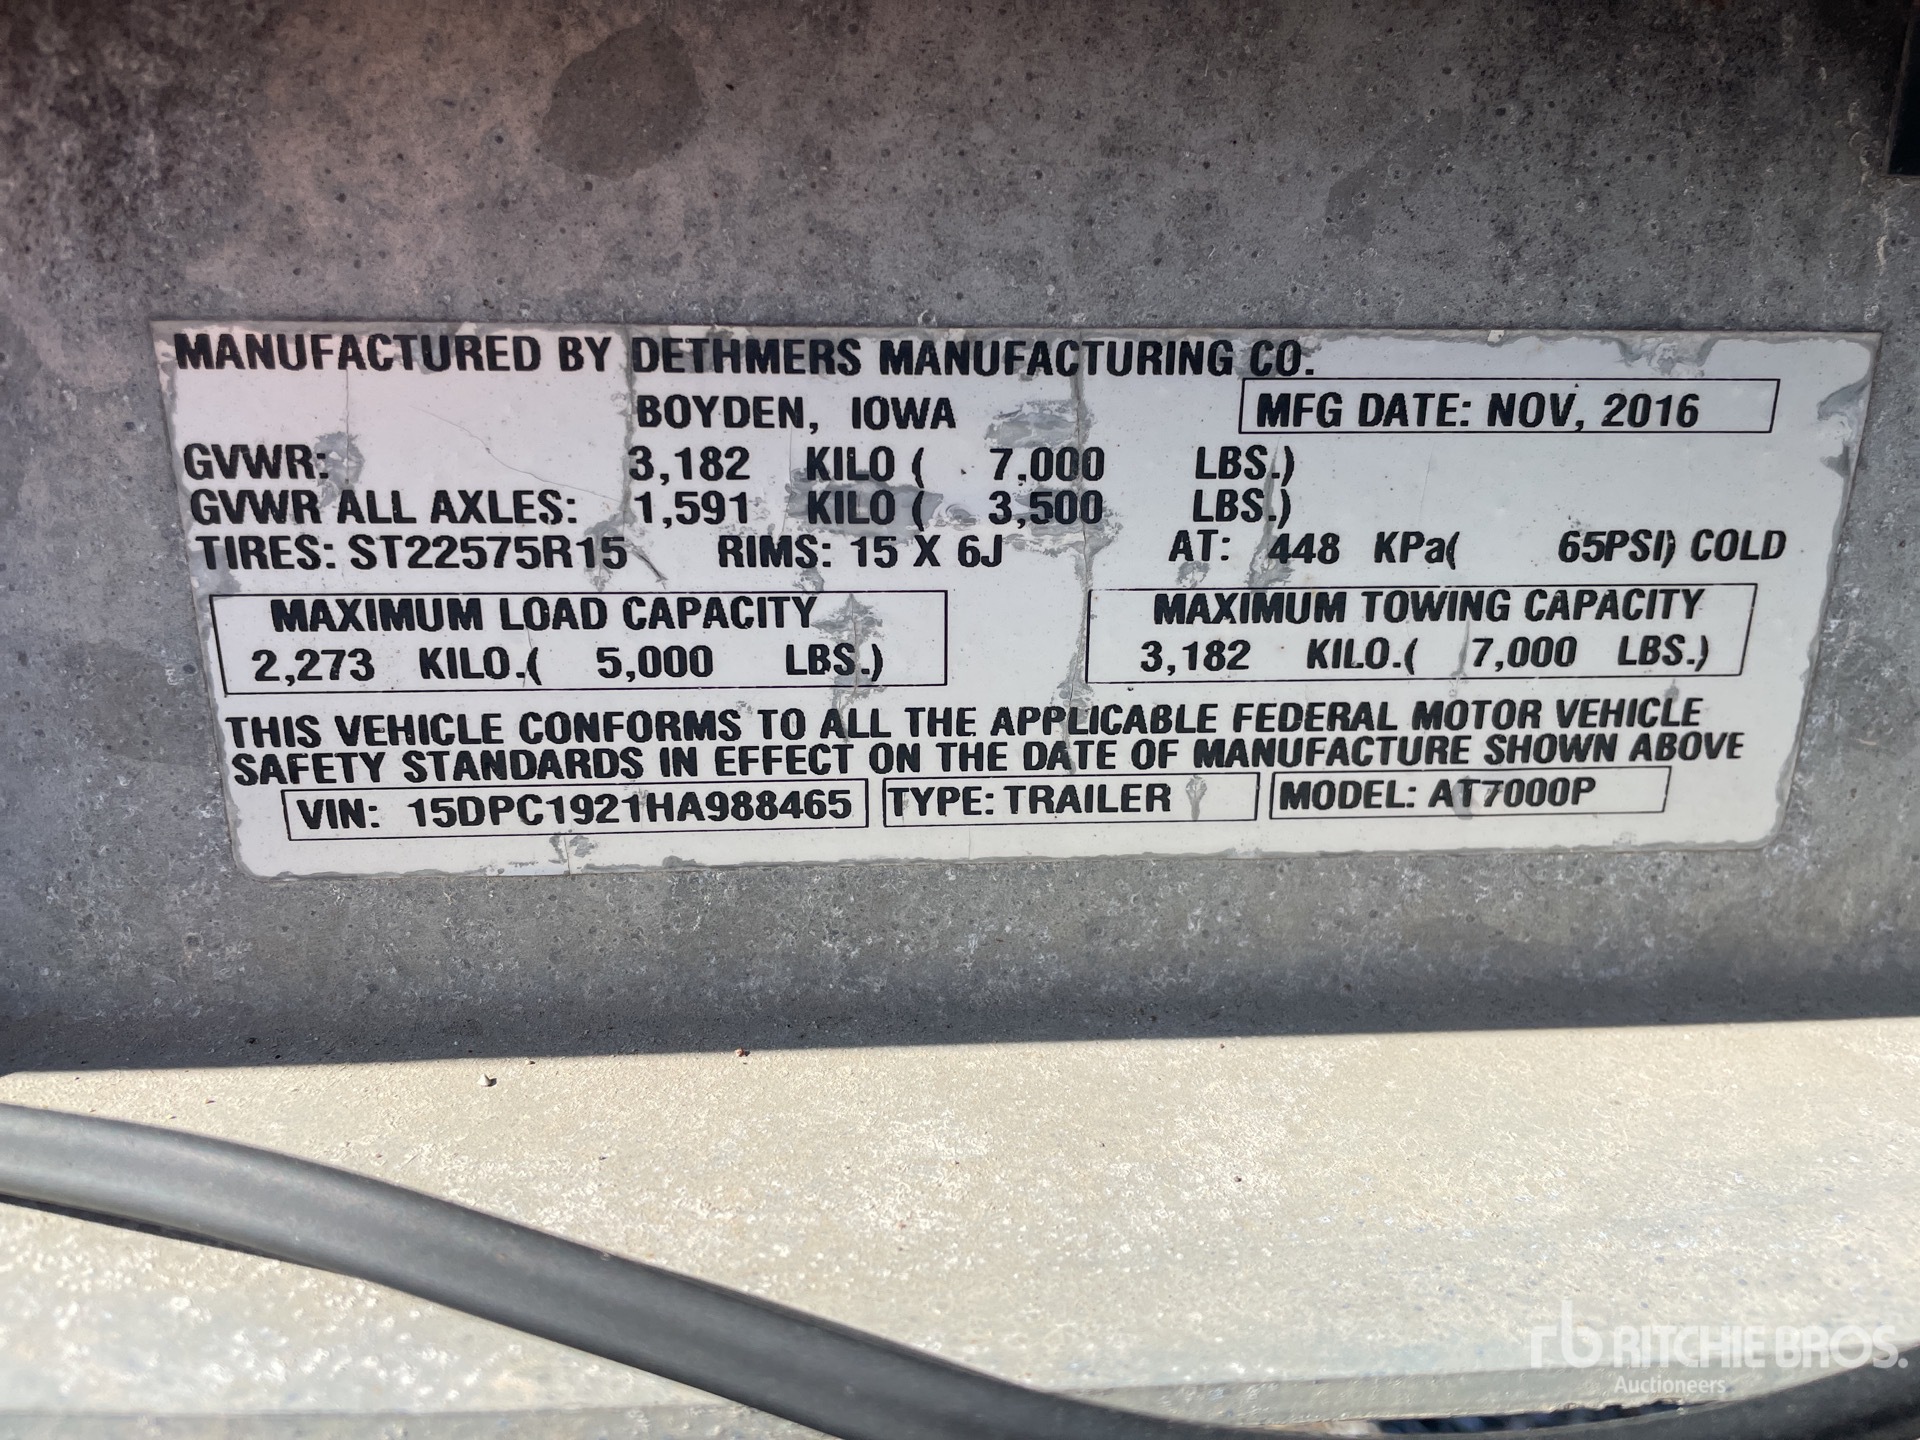 MANUFACTURED BY DETHMERS MANUFACTURING CO.
BOYDEN, IOWA
MFG DATE: NOV, 2016
GVWR: 3,182 KILO ( 7,000 LBS.)
GVWR ALL AXLES: 1,591 KILO ( 3,500 LBS.)
TIRES: ST22575R15 RIMS: 15 X 6J AT: 448 KPa( 65PSI) COLD
MAXIMUM LOAD CAPACITY
2,273 KILO.( 5,000 LBS.)
MAXIMUM TOWING CAPACITY
3,182 KILO.( 7,000 LBS.)
THIS VEHICLE CONFORMS TO ALL THE APPLICABLE FEDERAL MOTOR VEHICLE
SAFETY STANDARDS IN EFFECT ON THE DATE OF MANUFACTURE SHOWN ABOVE
VIN: 15DPC1921HA988465 TYPE: TRAILER MODEL: AT7000P
rb RITCHIE BROS.
Auctioneers